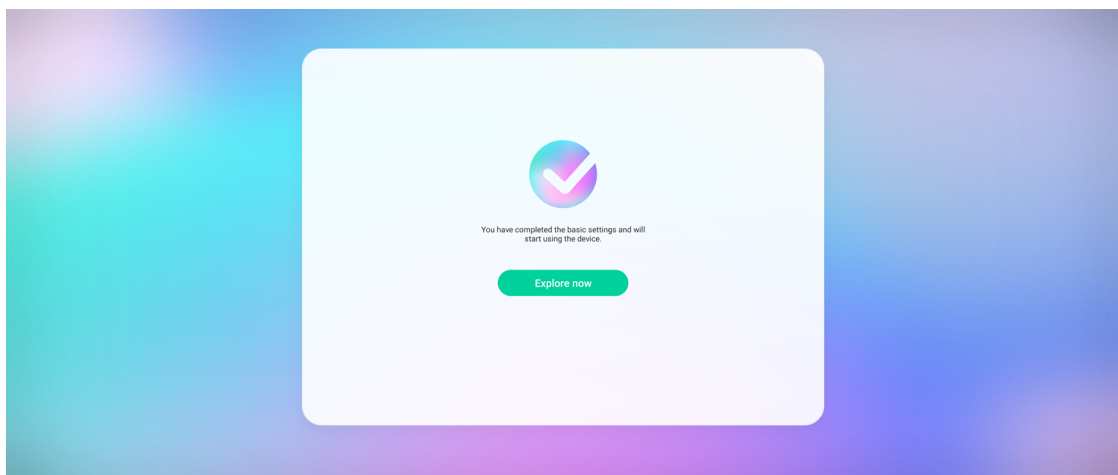 You have completed the basic settings and will
start using the device.
Explore now